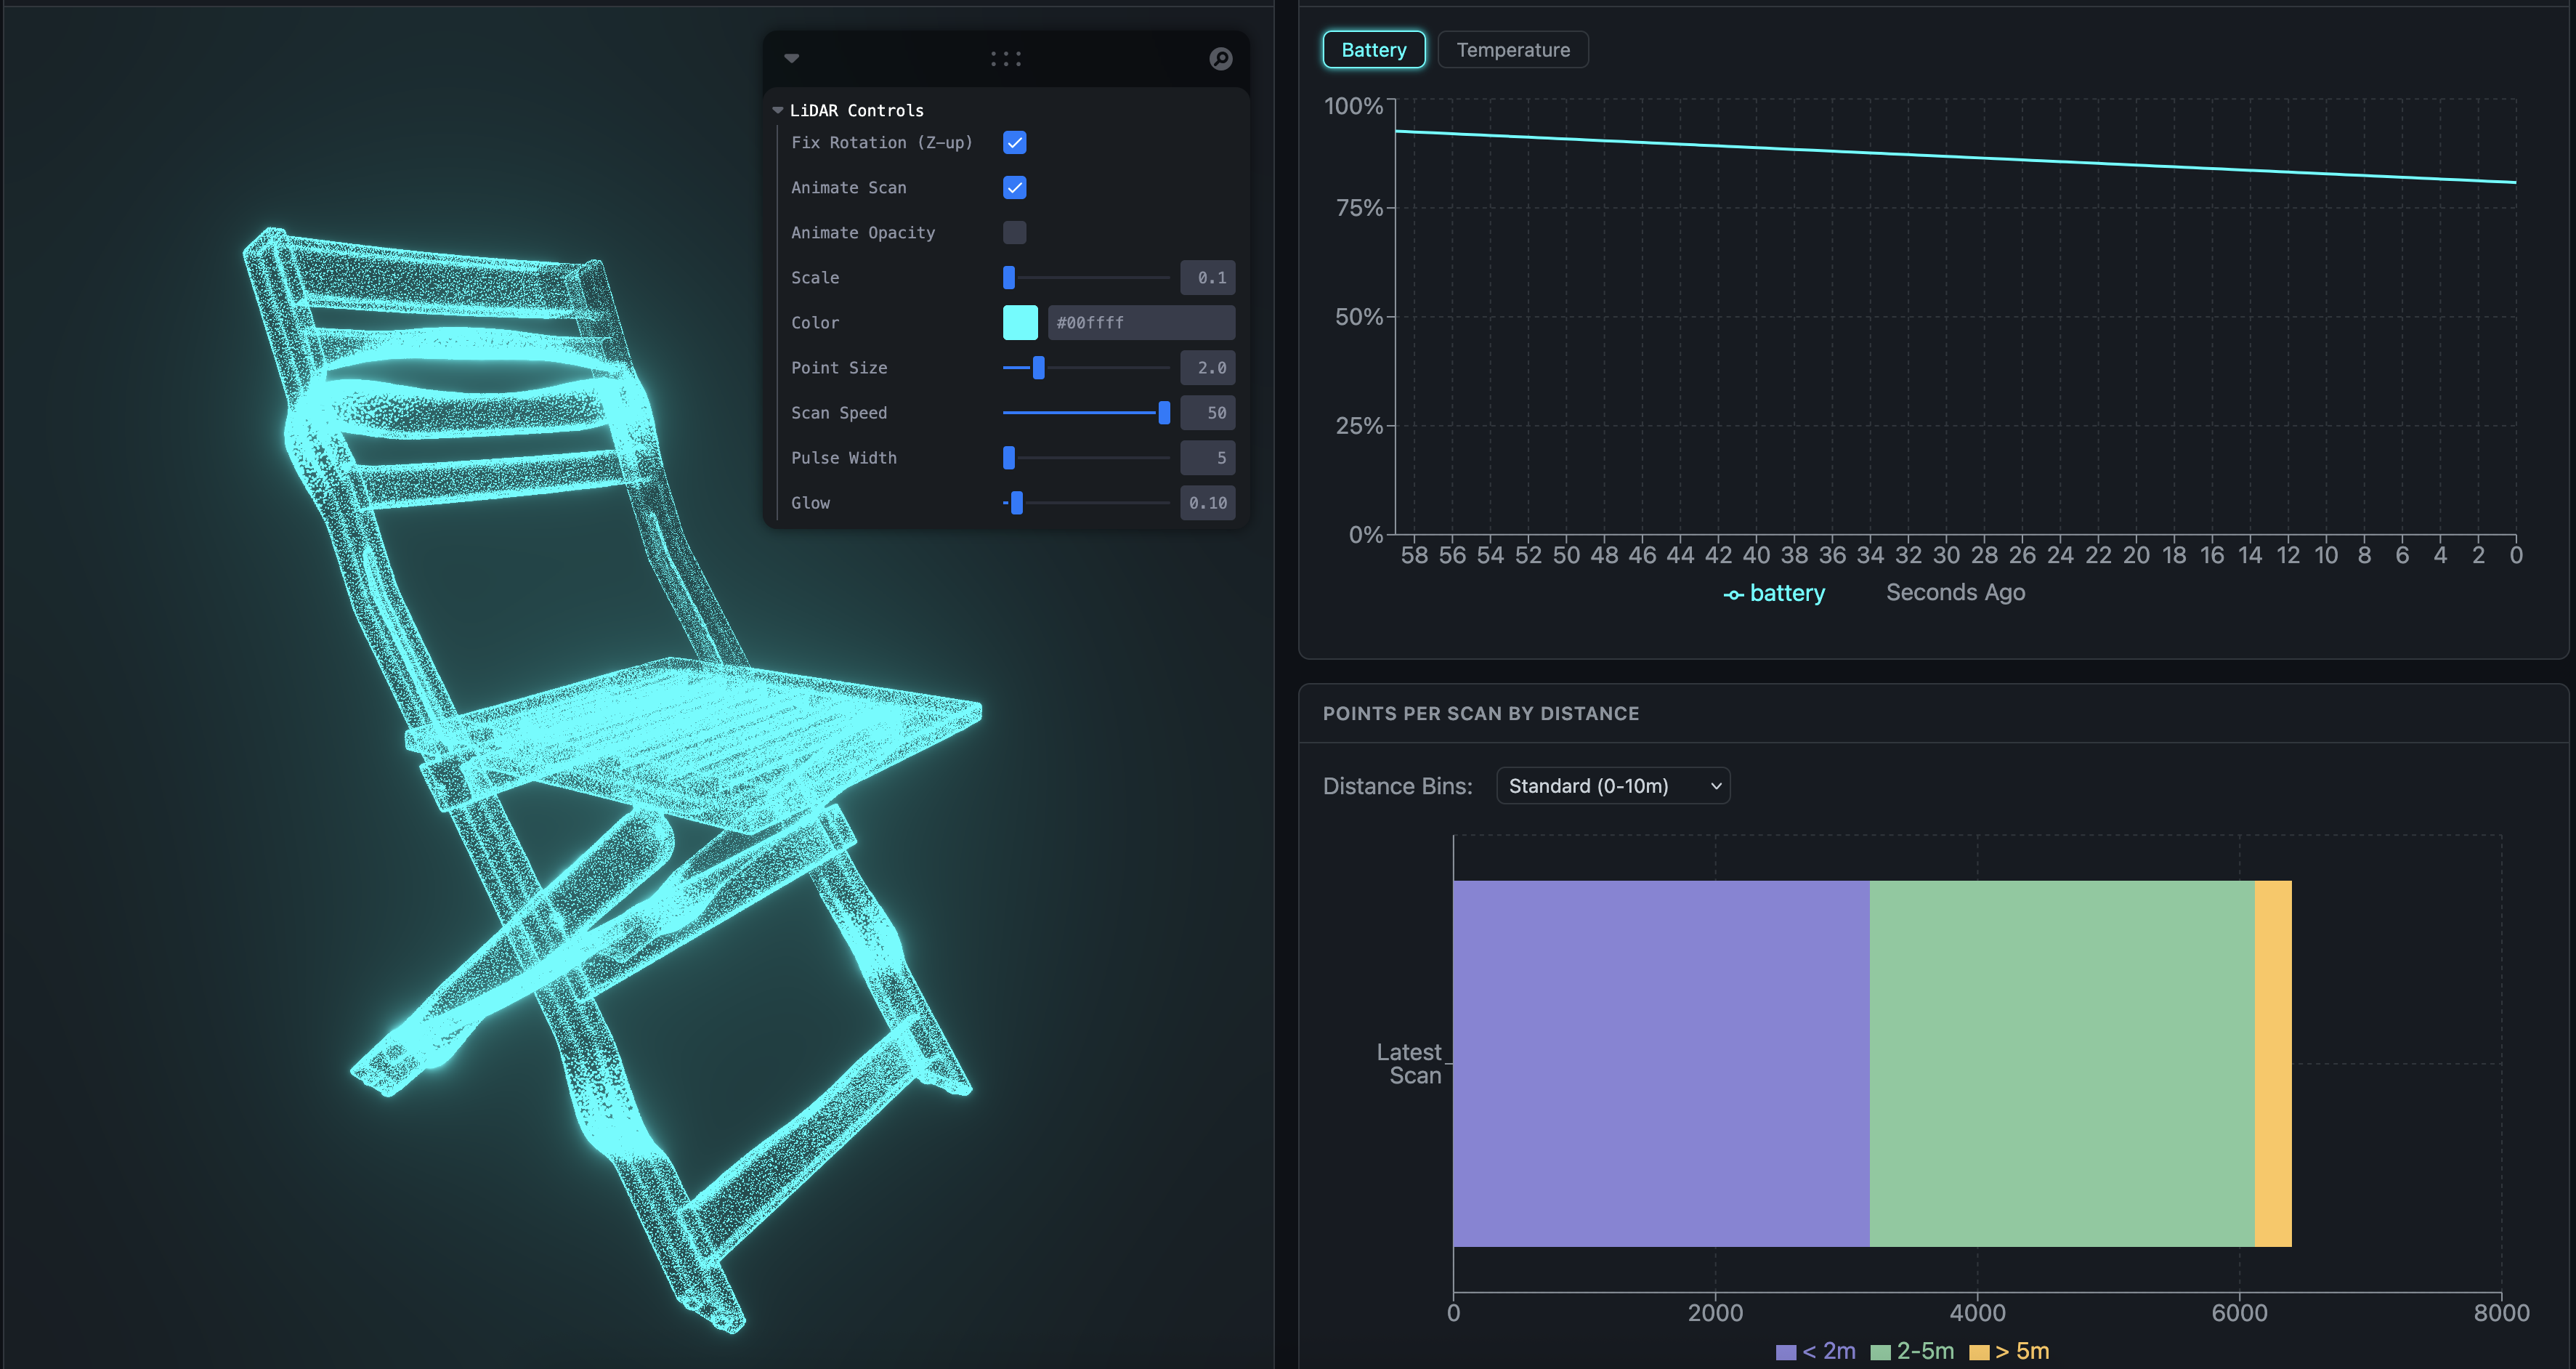 LiDAR Controls
Fix Rotation (Z-up)
Animate Scan
Animate Opacity
Scale 0.1
Color #00ffff
Point Size 2.0
Scan Speed 50
Pulse Width 5
Glow 0.10
Battery Temperature
100%
75%
50%
25%
0%
58 56 54 52 50 48 46 44 42 40 38 36 34 32 30 28 26 24 22 20 18 16 14 12 10 8 6 4 2 0
battery Seconds Ago
POINTS PER SCAN BY DISTANCE
Distance Bins: Standard (0-10m)
Latest
Scan
0 2000 4000 6000 8000
< 2m 2-5m > 5m